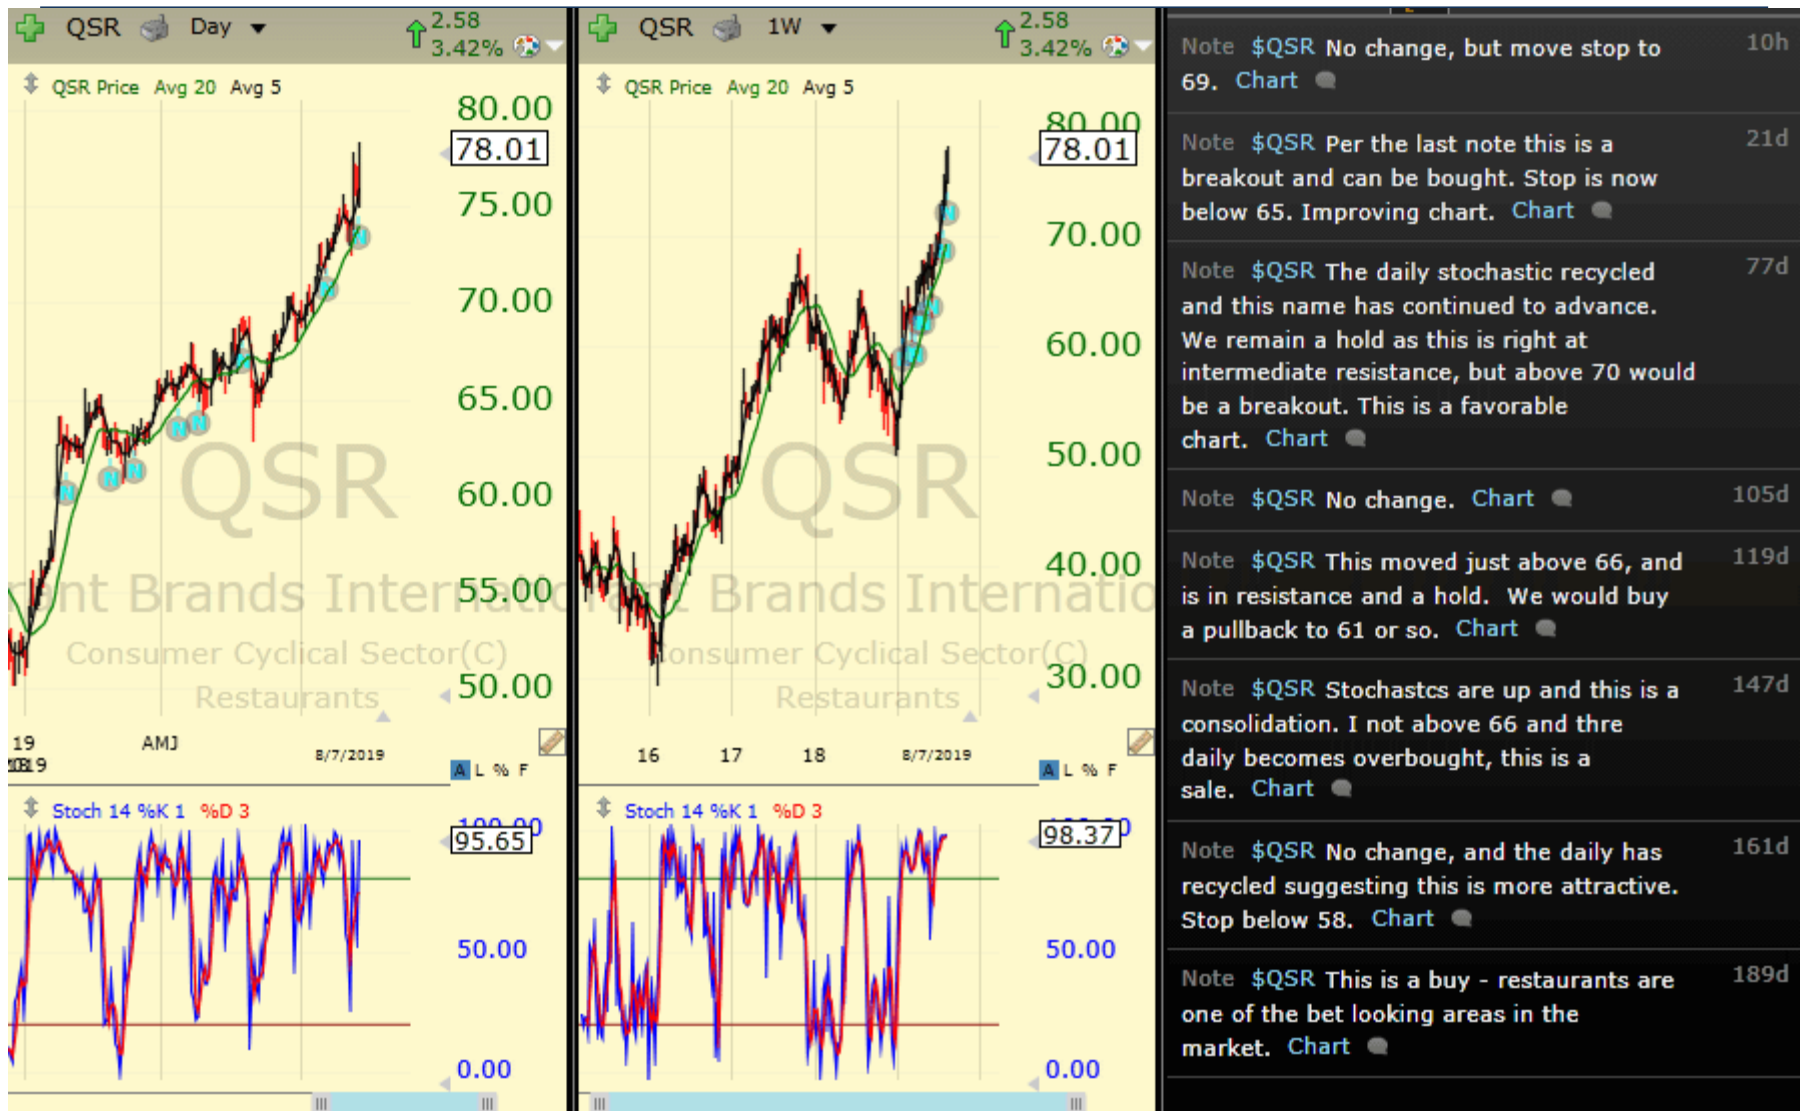 QSR Day 2.58
3.42%
QSR Price Avg 20 Avg 5
80.00
78.01
75.00
70.00
65.00
60.00
55.00
50.00
QSR
rant Brands Internatio
Consumer Cyclical Sector(C)
Restaurants
N N N N N N N N
19 AMJ 8/7/2019
A L % F
Stoch 14 %K 1 %D 3
95.65
50.00
0.00
QSR 1W 2.58
3.42%
QSR Price Avg 20 Avg 5
80.00
78.01
70.00
60.00
50.00
40.00
30.00
QSR
Brands Internatio
Consumer Cyclical Sector(C)
Restaurants
N N N N N N
16 17 18 8/7/2019
A L % F
Stoch 14 %K 1 %D 3
98.37
50.00
0.00
Note $QSR No change, but move stop to 10h
69. Chart
Note $QSR Per the last note this is a 21d
breakout and can be bought. Stop is now
below 65. Improving chart. Chart
Note $QSR The daily stochastic recycled 77d
and this name has continued to advance.
We remain a hold as this is right at
intermediate resistance, but above 70 would
be a breakout. This is a favorable
chart. Chart
Note $QSR No change. Chart 105d
Note $QSR This moved just above 66, and 119d
is in resistance and a hold. We would buy
a pullback to 61 or so. Chart
Note $QSR Stochastcs are up and this is a 147d
consolidation. I not above 66 and thre
daily becomes overbought, this is a
sale. Chart
Note $QSR No change, and the daily has 161d
recycled suggesting this is more attractive.
Stop below 58. Chart
Note $QSR This is a buy - restaurants are 189d
one of the bet looking areas in the
market. Chart